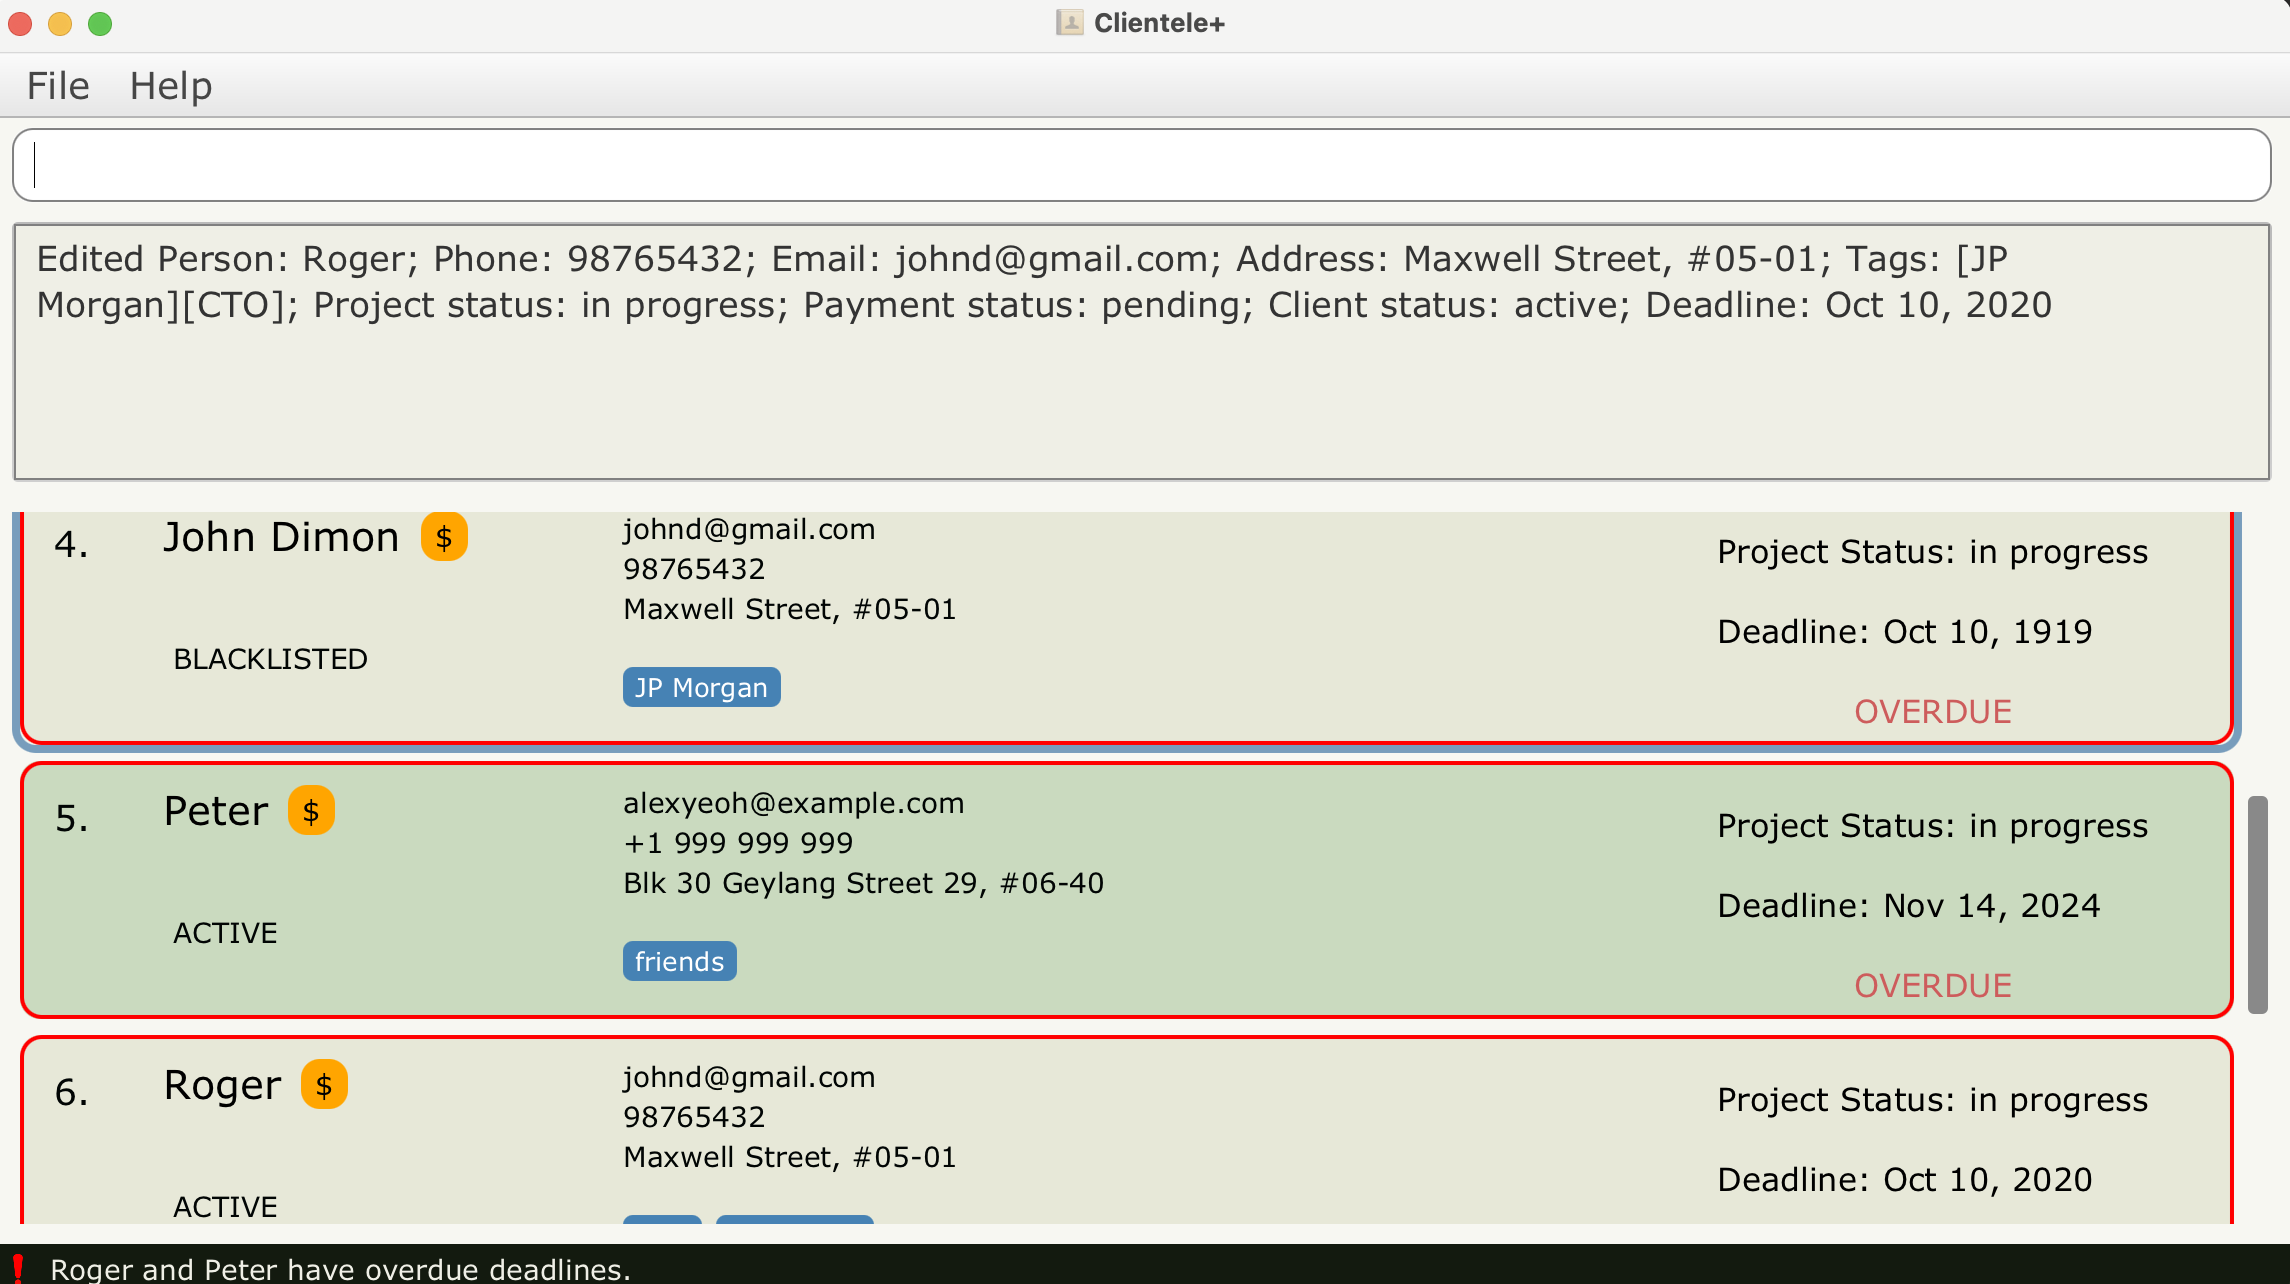 Clientele+
File Help
Edited Person: Roger; Phone: 98765432; Email: johnd@gmail.com; Address: Maxwell Street, #05-01; Tags: [JP
Morgan][CTO]; Project status: in progress; Payment status: pending; Client status: active; Deadline: Oct 10, 2020
4. John Dimon $
BLACKLISTED
johnd@gmail.com
98765432
Maxwell Street, #05-01
JP Morgan
Project Status: in progress
Deadline: Oct 10, 1919
OVERDUE
5. Peter $
ACTIVE
alexyeoh@example.com
+1 999 999 999
Blk 30 Geylang Street 29, #06-40
friends
Project Status: in progress
Deadline: Nov 14, 2024
OVERDUE
6. Roger $
ACTIVE
johnd@gmail.com
98765432
Maxwell Street, #05-01
Project Status: in progress
Deadline: Oct 10, 2020
! Roger and Peter have overdue deadlines.